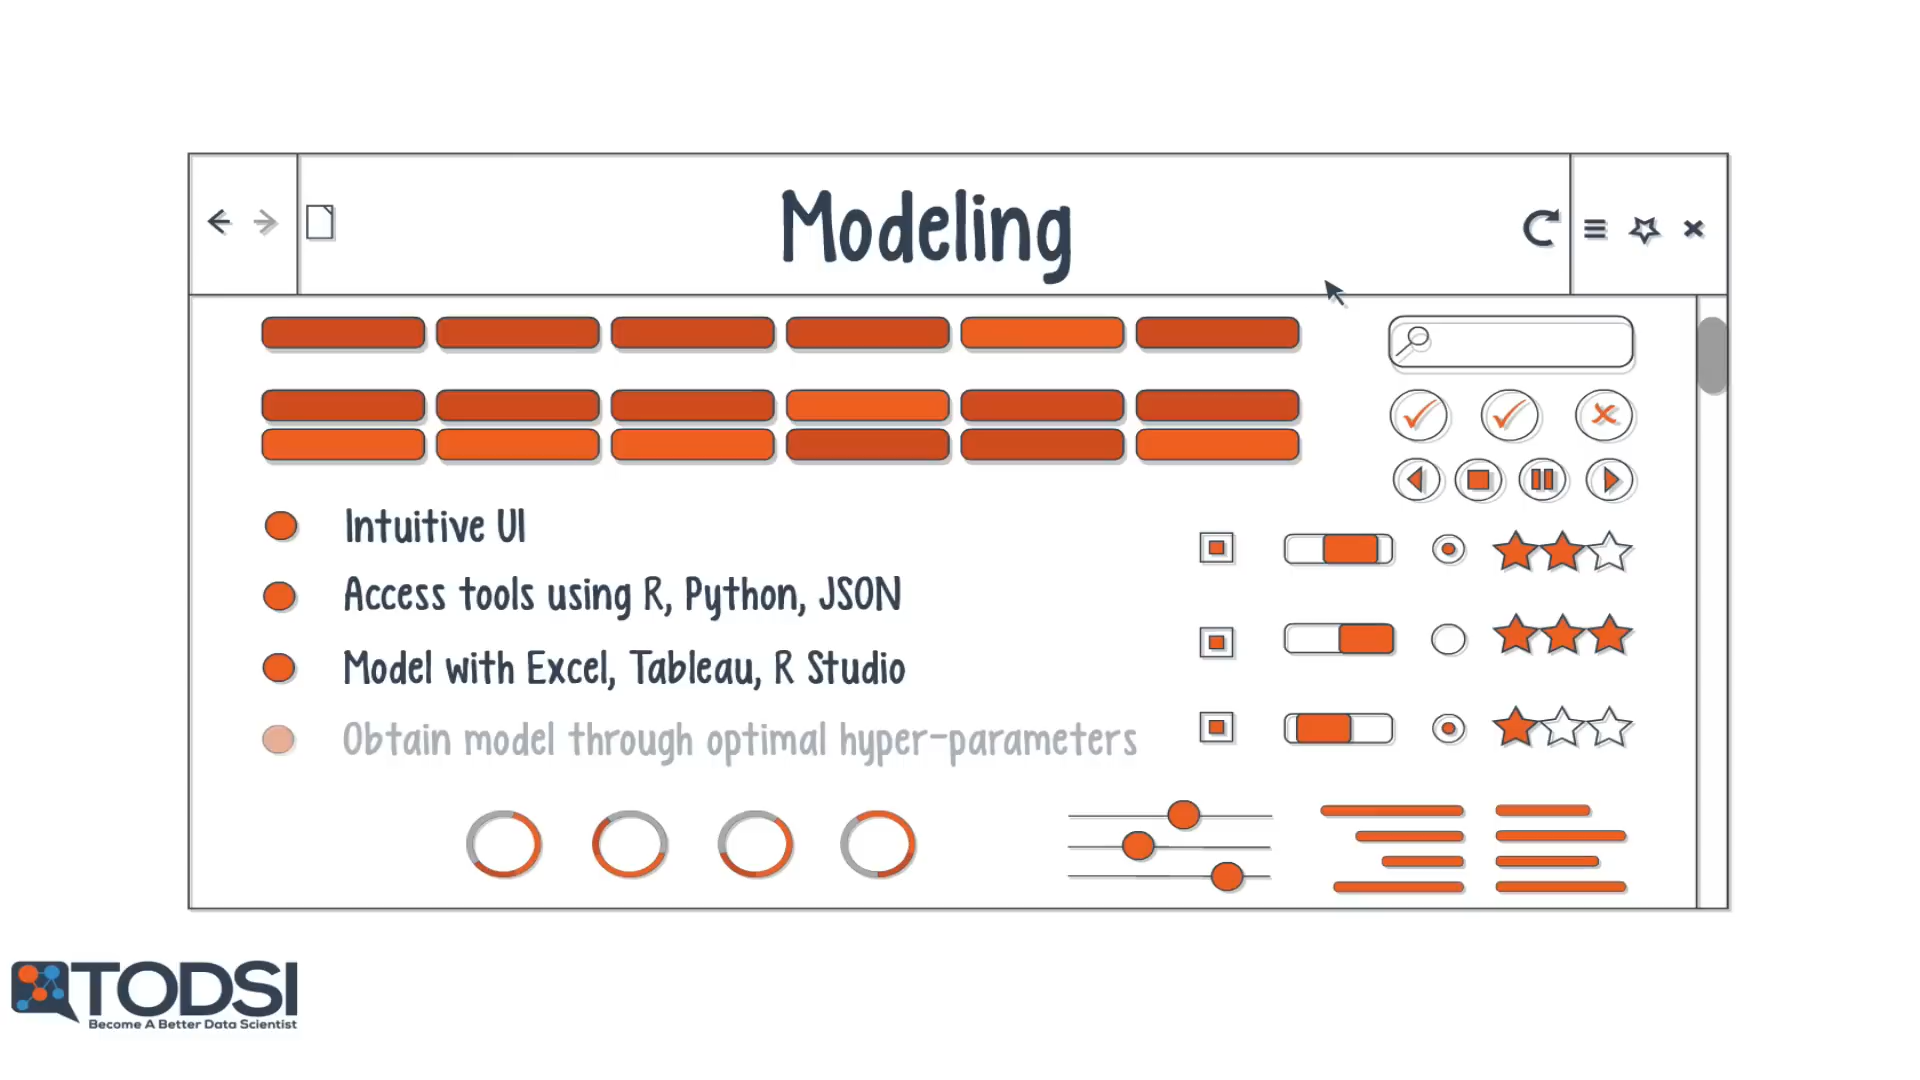 Modeling
Intuitive UI
Access tools using R, Python, JSON
Model with Excel, Tableau, R Studio
Obtain model through optimal hyper-parameters
TODSI
Become A Better Data Scientist